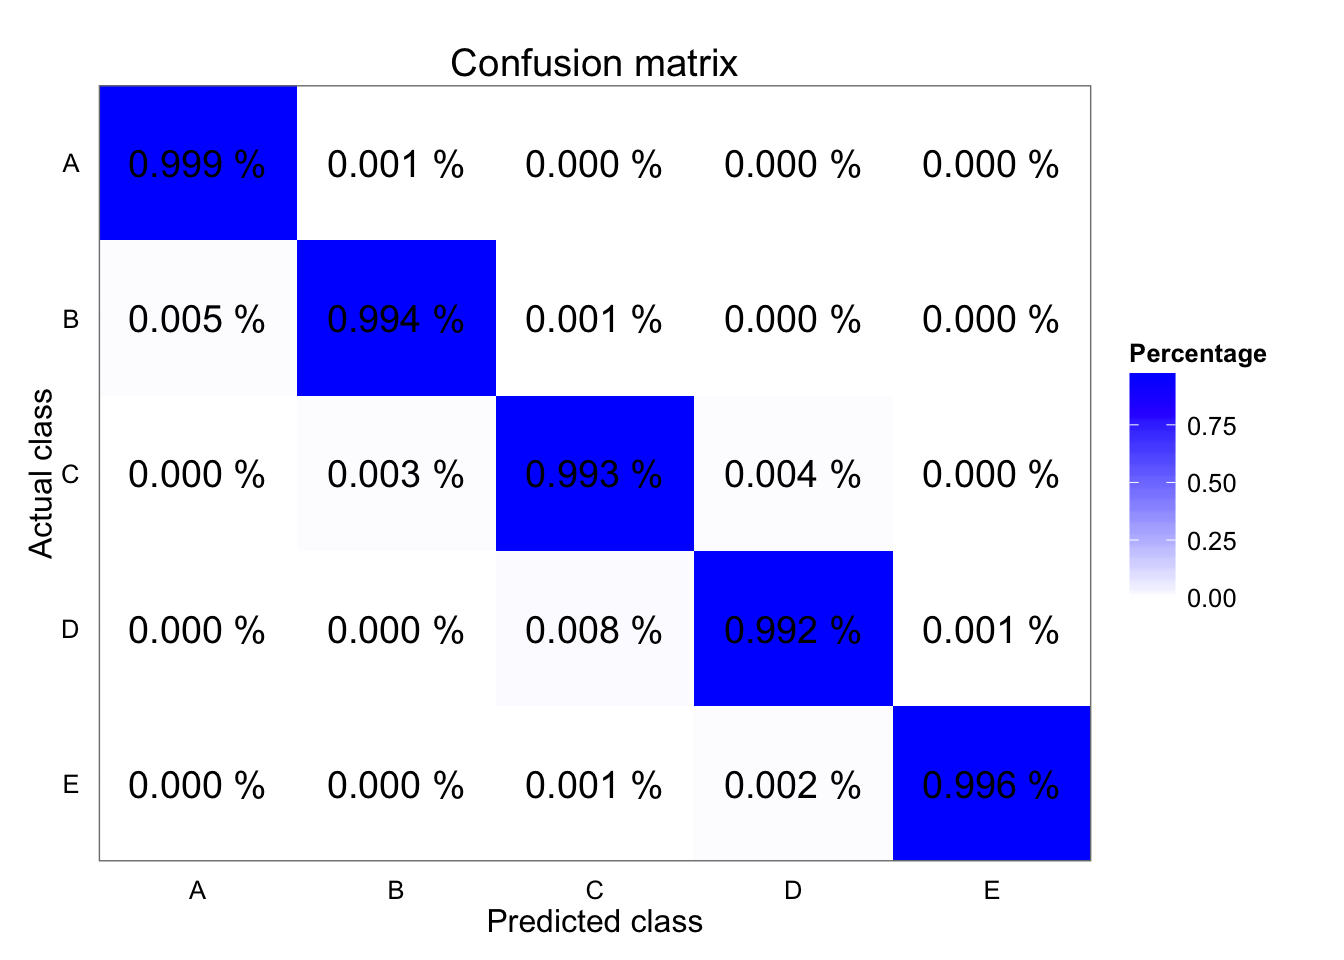 Confusion matrix
A 0.999 % 0.001 % 0.000 % 0.000 % 0.000 %
B 0.005 % 0.994 % 0.001 % 0.000 % 0.000 %
C 0.000 % 0.003 % 0.993 % 0.004 % 0.000 %
D 0.000 % 0.000 % 0.008 % 0.992 % 0.001 %
E 0.000 % 0.000 % 0.001 % 0.002 % 0.996 %
A B C D E
Predicted class
Actual class
Percentage
0.75
0.50
0.25
0.00